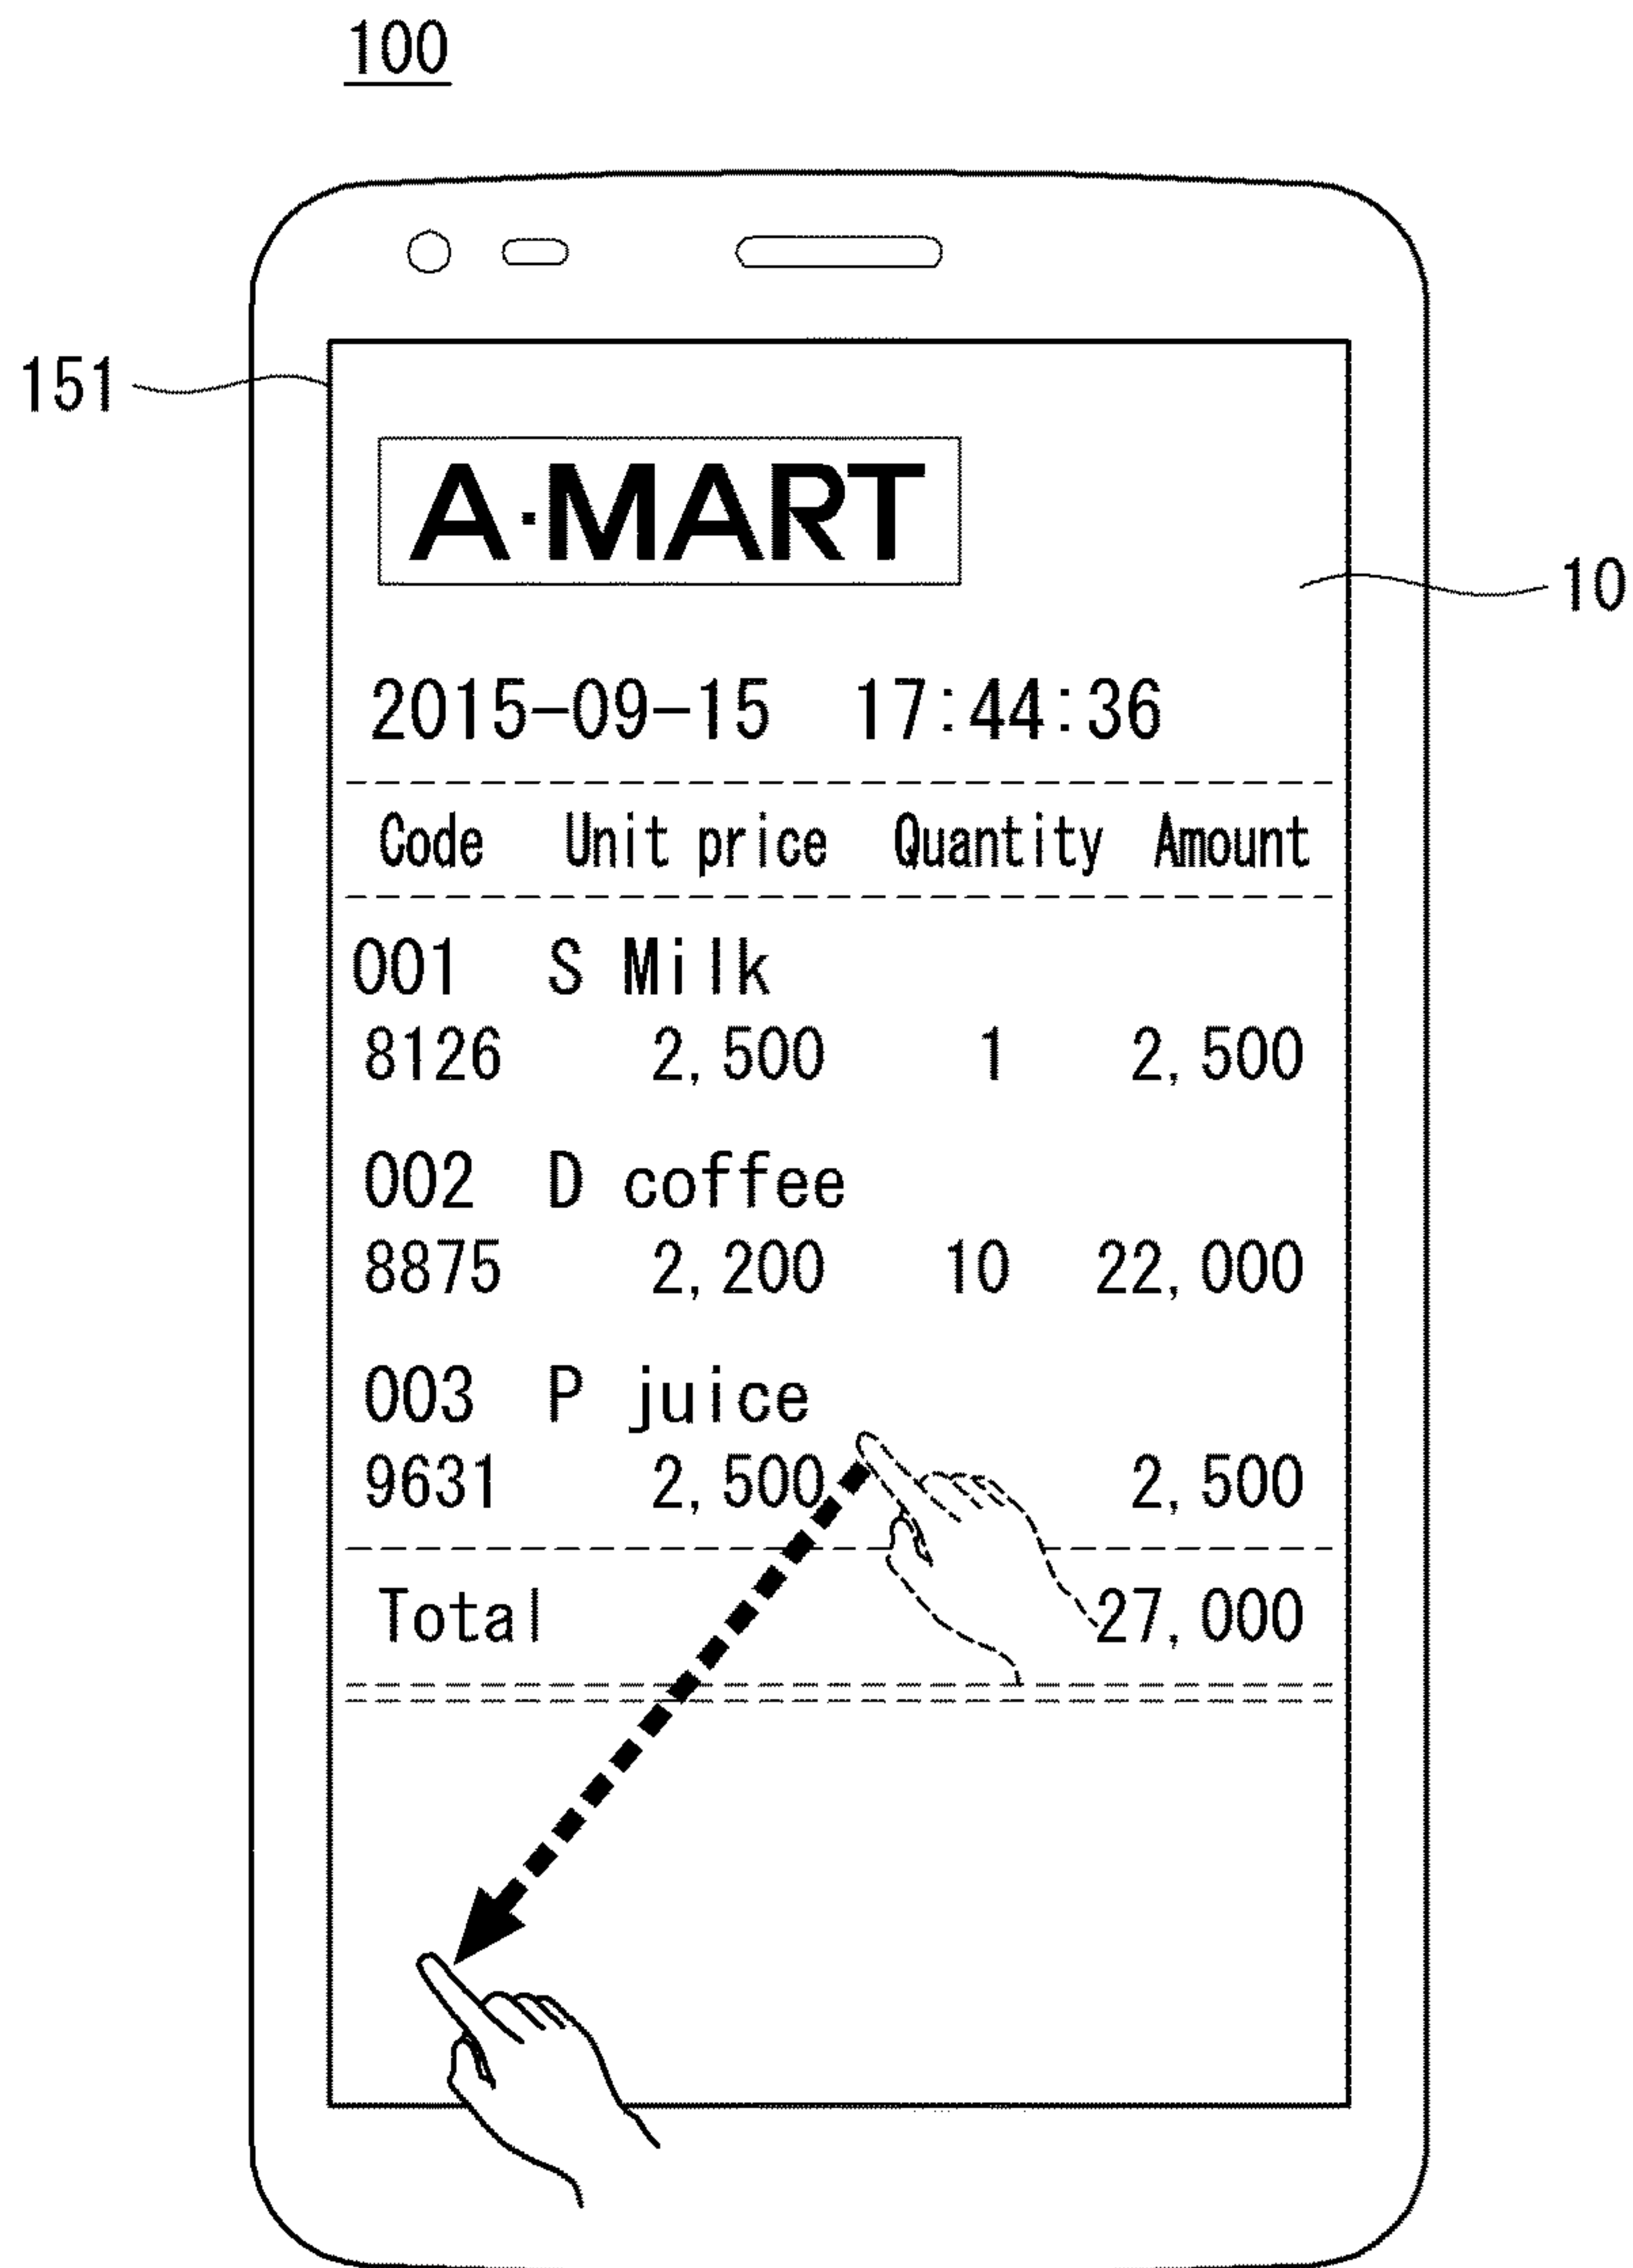 100
151
A·MART
10
2015-09-15 17:44:36
Code Unit price Quantity Amount
001 S Milk
8126 2,500 1 2,500
002 D coffee
8875 2,200 10 22,000
003 P juice
9631 2,500 2,500
Total 27,000